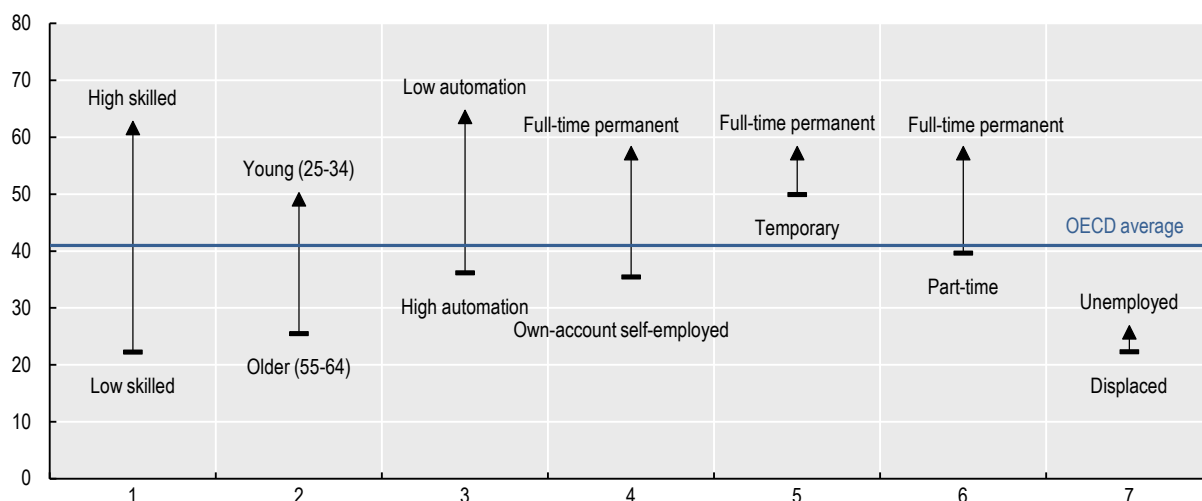 80
70
60
50
40
30
20
10
0
High skilled
Low skilled
Young (25-34)
Older (55-64)
Low automation
High automation
Full-time permanent
Own-account self-employed
Full-time permanent
Temporary
Full-time permanent
Part-time
OECD average
Unemployed
Displaced
1
2
3
4
5
6
7